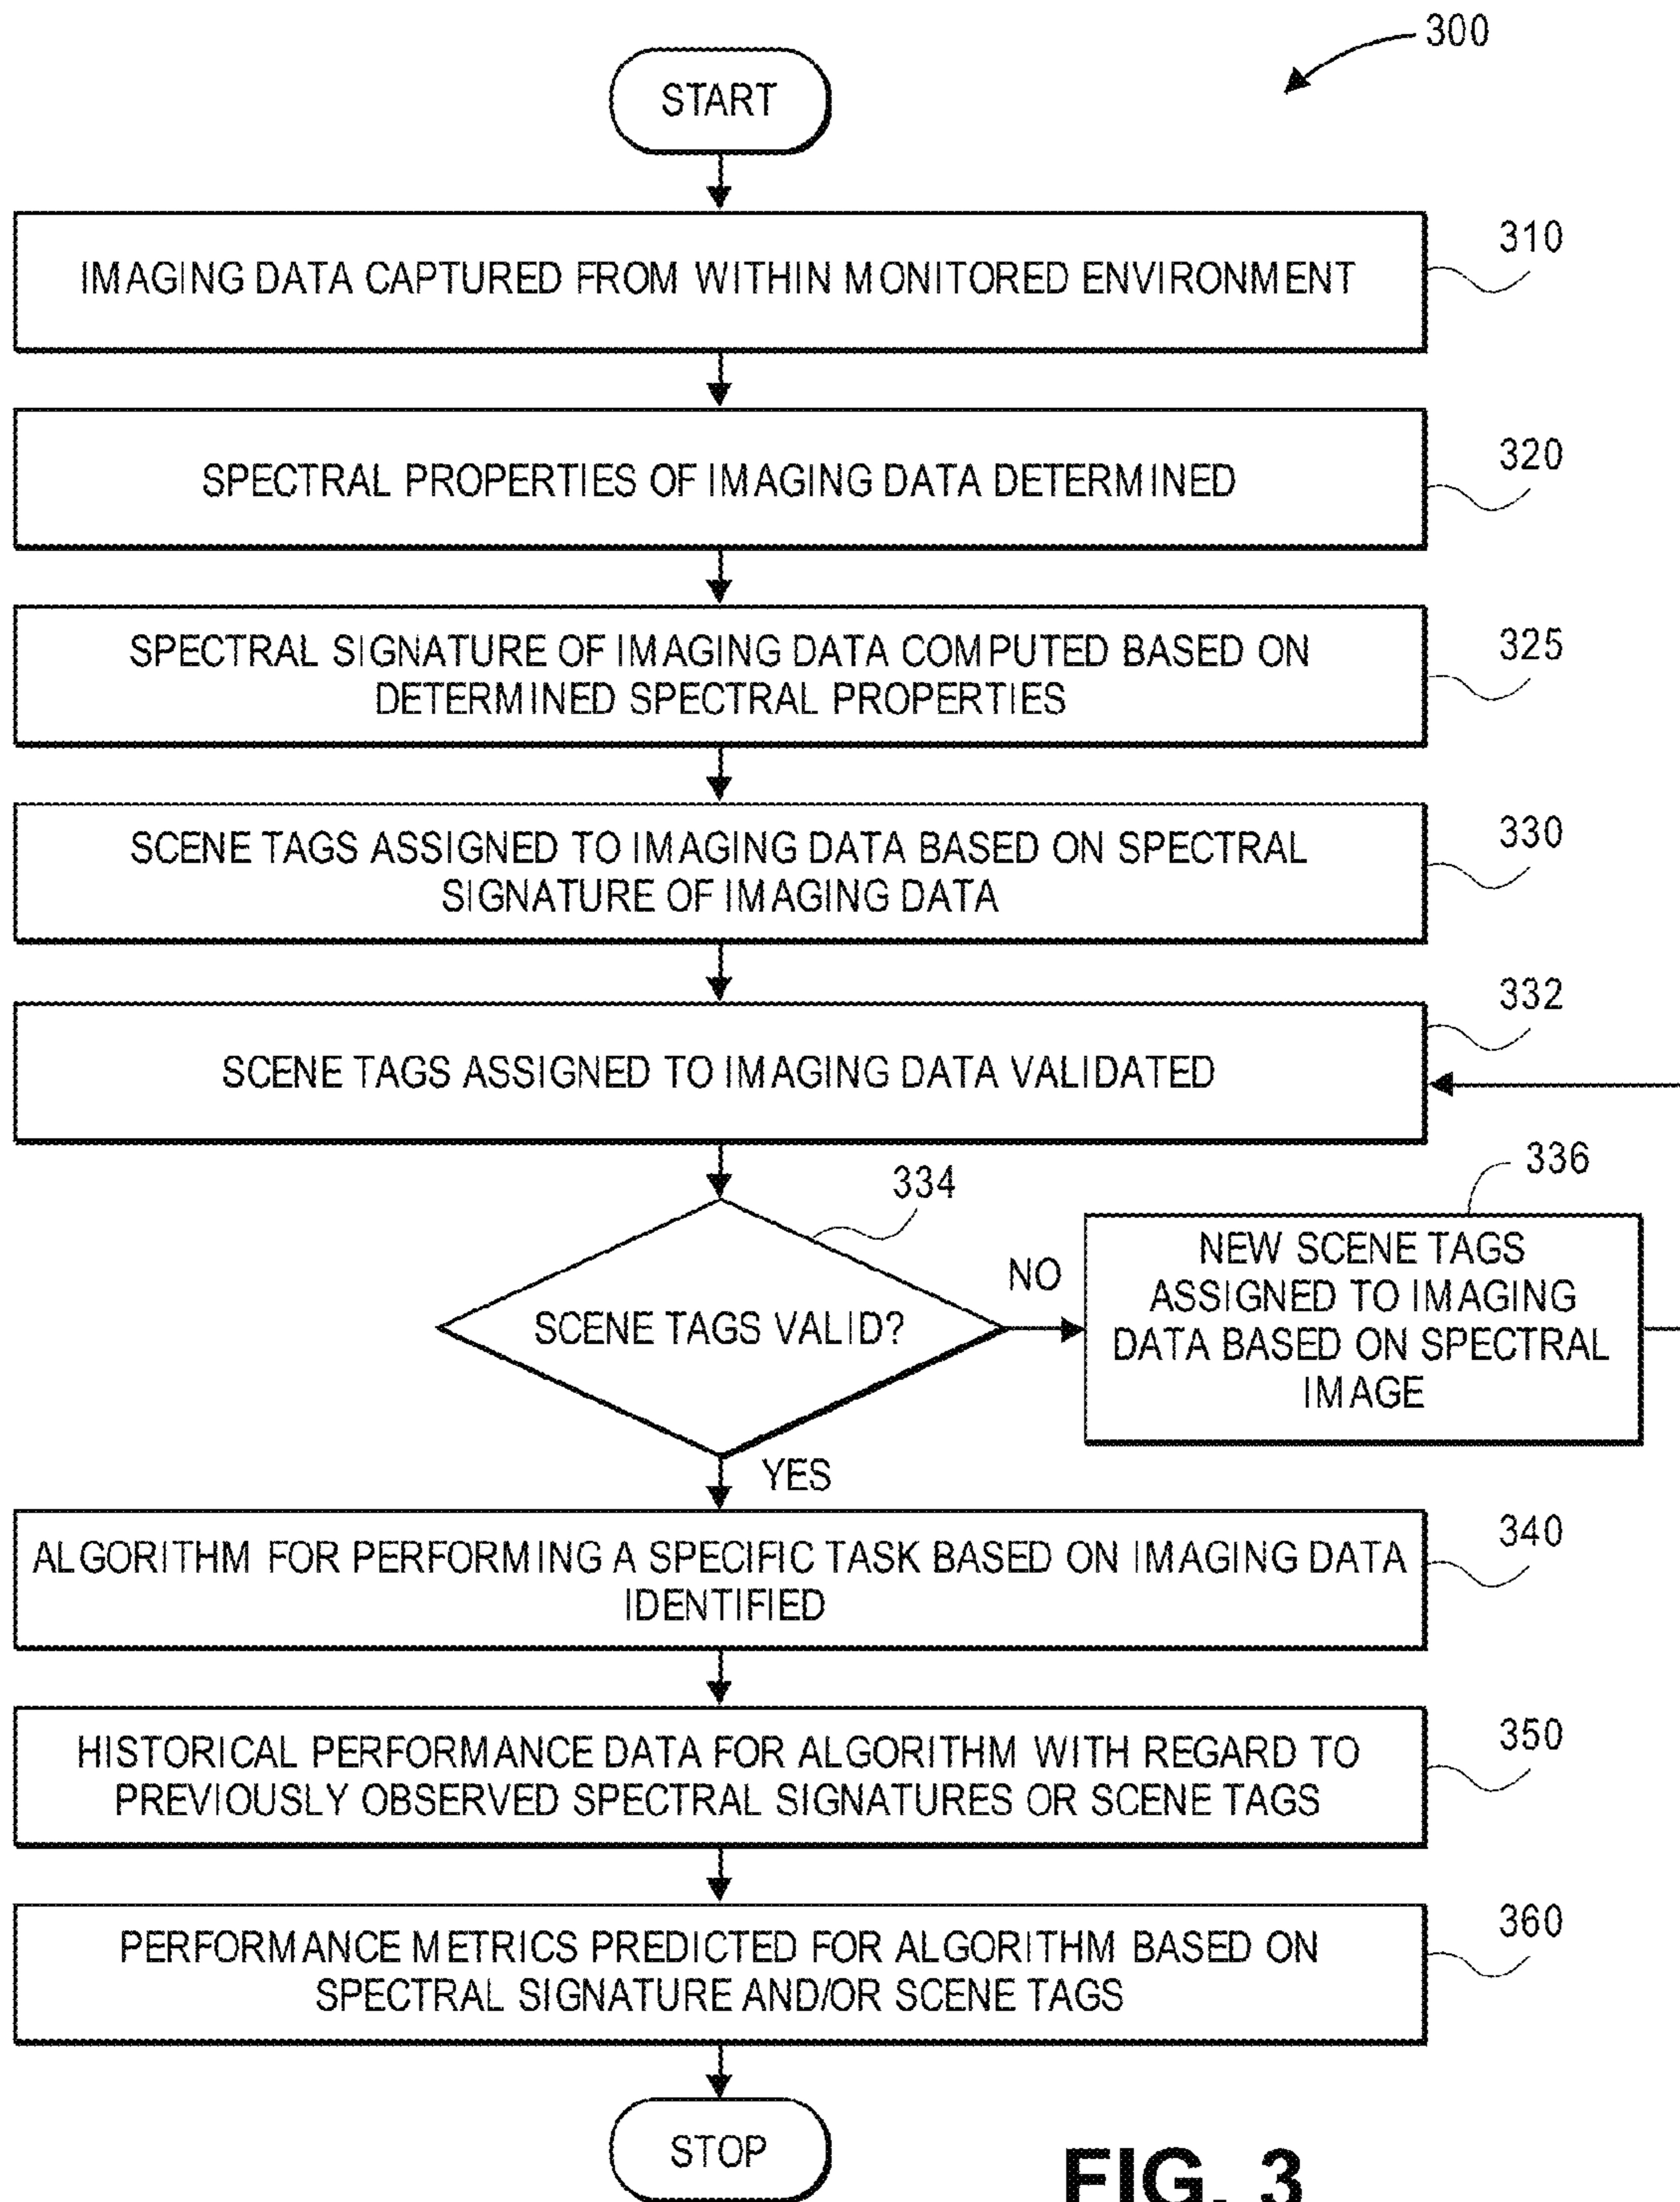 300
START
IMAGING DATA CAPTURED FROM WITHIN MONITORED ENVIRONMENT
310
SPECTRAL PROPERTIES OF IMAGING DATA DETERMINED
320
SPECTRAL SIGNATURE OF IMAGING DATA COMPUTED BASED ON
DETERMINED SPECTRAL PROPERTIES
325
SCENE TAGS ASSIGNED TO IMAGING DATA BASED ON SPECTRAL
SIGNATURE OF IMAGING DATA
330
SCENE TAGS ASSIGNED TO IMAGING DATA VALIDATED
332
334
SCENE TAGS VALID?
NO
336
NEW SCENE TAGS
ASSIGNED TO IMAGING
DATA BASED ON SPECTRAL
IMAGE
YES
ALGORITHM FOR PERFORMING A SPECIFIC TASK BASED ON IMAGING DATA
IDENTIFIED
340
HISTORICAL PERFORMANCE DATA FOR ALGORITHM WITH REGARD TO
PREVIOUSLY OBSERVED SPECTRAL SIGNATURES OR SCENE TAGS
350
PERFORMANCE METRICS PREDICTED FOR ALGORITHM BASED ON
SPECTRAL SIGNATURE AND/OR SCENE TAGS
360
STOP
FIG. 3